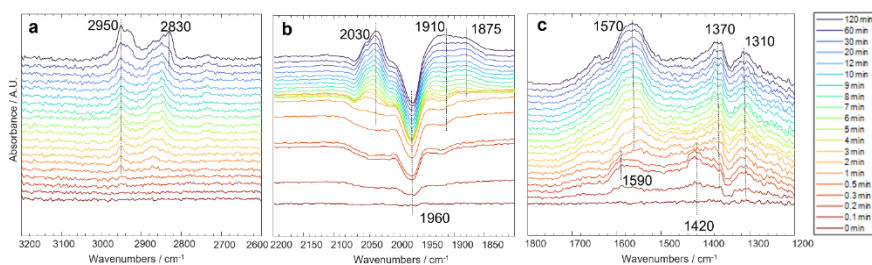 a
2950
2830
b
2030
1910
1875
1960
c
1570
1370
1310
1590
1420
Absorbance / A.U.
3200 3100 3000 2900 2800 2700 2600
Wavenumbers / cm-1
2200 2150 2100 2050 2000 1950 1900 1850
Wavenumbers / cm-1
1800 1700 1600 1500 1400 1300 1200
Wavenumbers / cm-1
120 min
60 min
30 min
20 min
12 min
10 min
9 min
8 min
7 min
6 min
5 min
4 min
3 min
2 min
1 min
0.5 min
0.3 min
0.2 min
0.1 min
0 min